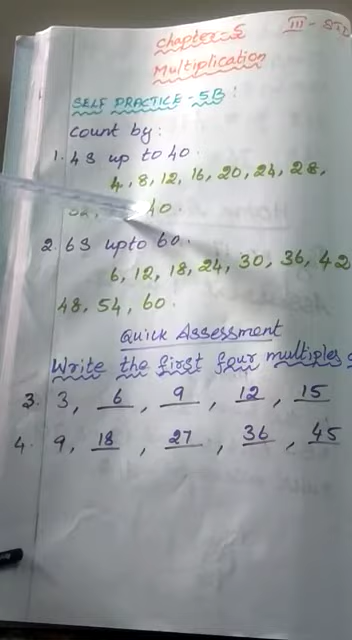 III - STD
Chapter-5
Multiplication
SELF PRACTICE - 5B:
Count by:
1. 4s up to 40.
4, 8, 12, 16, 20, 24, 28,
40.
2. 6s upto 60.
6, 12, 18, 24, 30, 36, 42
48, 54, 60.
Quick Assessment
Write the first four multiples
3. 3, 6, 9, 12, 15
4. 9, 18, 27, 36, 45